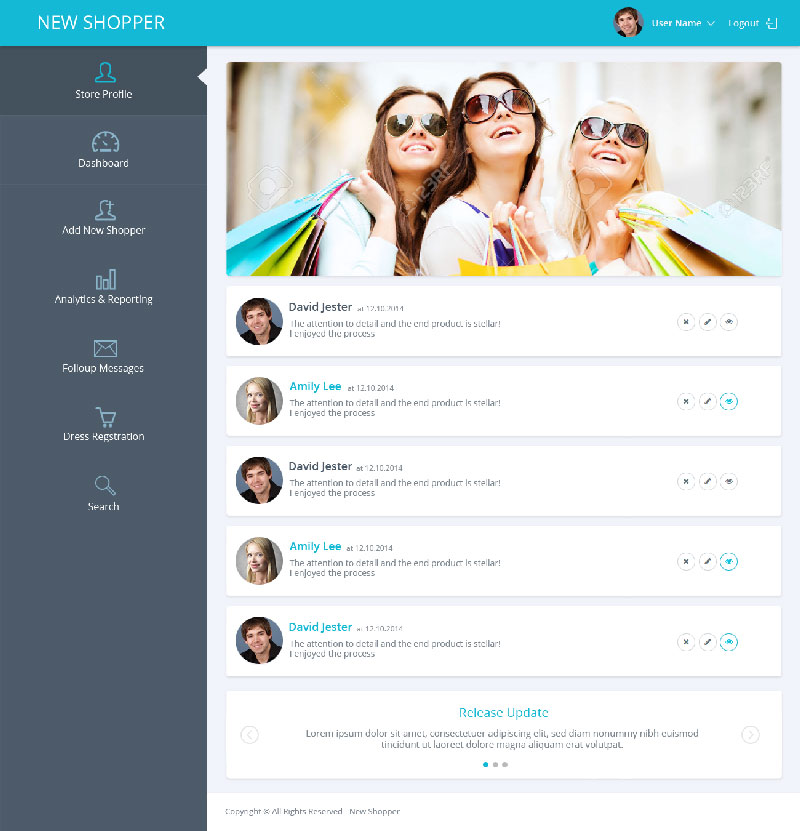 NEW SHOPPER
User Name
Logout
Store Profile
Dashboard
Add New Shopper
Analytics & Reporting
Folloup Messages
Dress Regstration
Search
123RF
123RF
123RF
David Jester at 12.10.2014
The attention to detail and the end product is stellar!
I enjoyed the process
Amily Lee at 12.10.2014
The attention to detail and the end product is stellar!
I enjoyed the process
David Jester at 12.10.2014
The attention to detail and the end product is stellar!
I enjoyed the process
Amily Lee at 12.10.2014
The attention to detail and the end product is stellar!
I enjoyed the process
David Jester at 12.10.2014
The attention to detail and the end product is stellar!
I enjoyed the process
Release Update
Lorem ipsum dolor sit amet, consectetuer adipiscing elit, sed diam nonummy nibh euismod
tincidunt ut laoreet dolore magna aliquam erat volutpat.
Copyright © All Rights Reserved - New Shopper